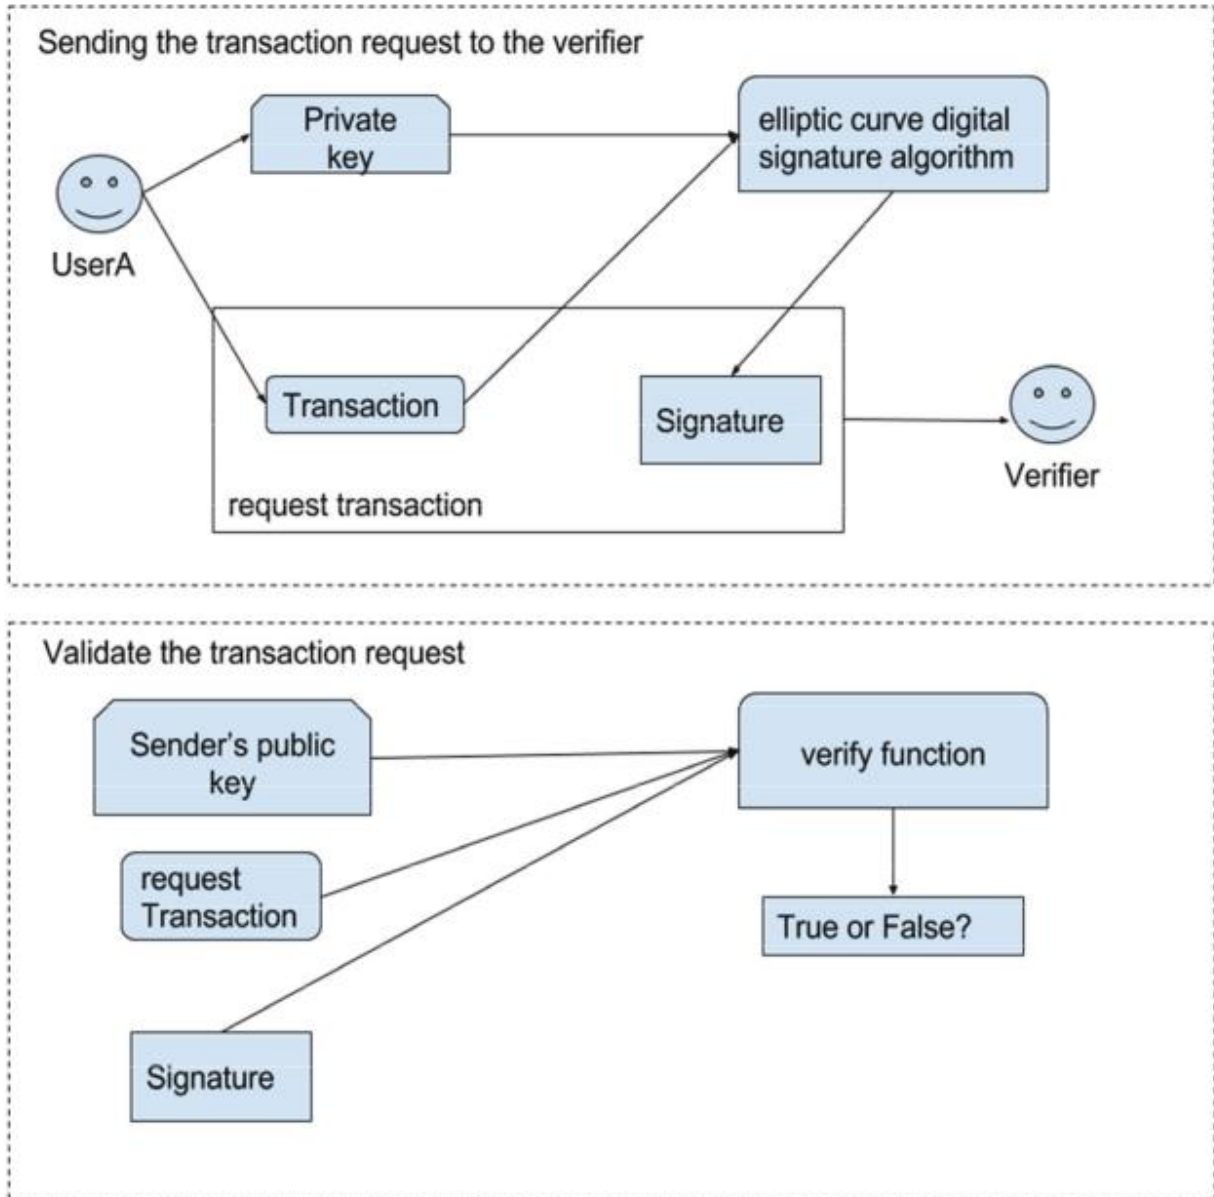 Sending the transaction request to the verifier
Private
key
elliptic curve digital
signature algorithm
UserA
Transaction
Signature
Verifier
request transaction
Validate the transaction request
Sender's public
key
verify function
request
Transaction
True or False?
Signature